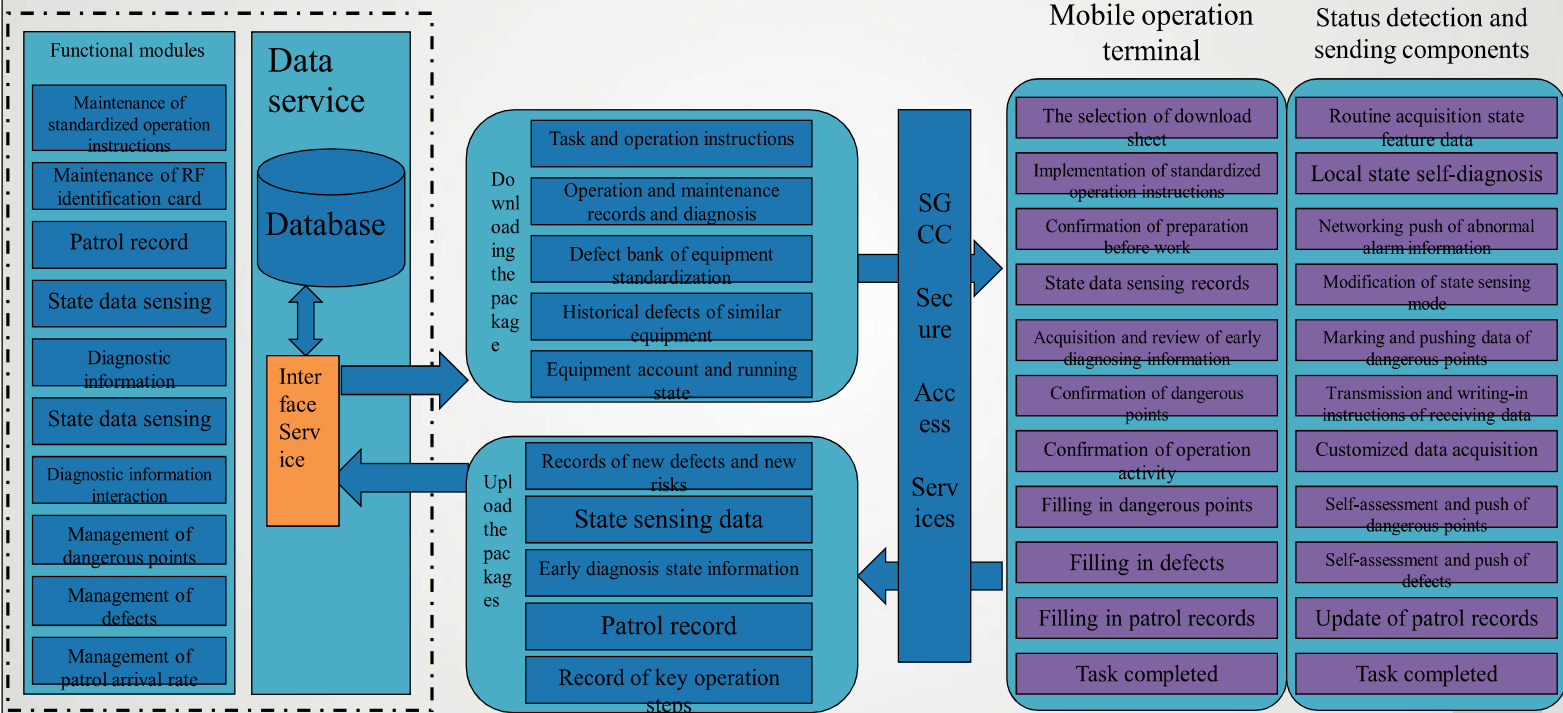 Functional modules
Maintenance of
standardized operation
instructions
Maintenance of RF
identification card
Patrol record
State data sensing
Diagnostic
information
State data sensing
Diagnostic information
interaction
Management of
dangerous points
Management of
defects
Management of
patrol arrival rate
Data
service
Database
Inter
face
Serv
ice
Do
wnl
oad
ing
the
pac
kag
e
Task and operation instructions
Operation and maintenance
records and diagnosis
Defect bank of equipment
standardization
Historical defects of similar
equipment
Equipment account and running
state
Upl
oad
the
pac
kag
es
Records of new defects and new
risks
State sensing data
Early diagnosis state information
Patrol record
Record of key operation
steps
SG
CC
Sec
ure
Acc
ess
Serv
ices
Mobile operation
terminal
The selection of download
sheet
Implementation of standardized
operation instructions
Confirmation of preparation
before work
State data sensing records
Acquisition and review of early
diagnosing information
Confirmation of dangerous
points
Confirmation of operation
activity
Filling in dangerous points
Filling in defects
Filling in patrol records
Task completed
Status detection and
sending components
Routine acquisition state
feature data
Local state self-diagnosis
Networking push of abnormal
alarm information
Modification of state sensing
mode
Marking and pushing data of
dangerous points
Transmission and writing-in
instructions of receiving data
Customized data acquisition
Self-assessment and push of
dangerous points
Self-assessment and push of
defects
Update of patrol records
Task completed